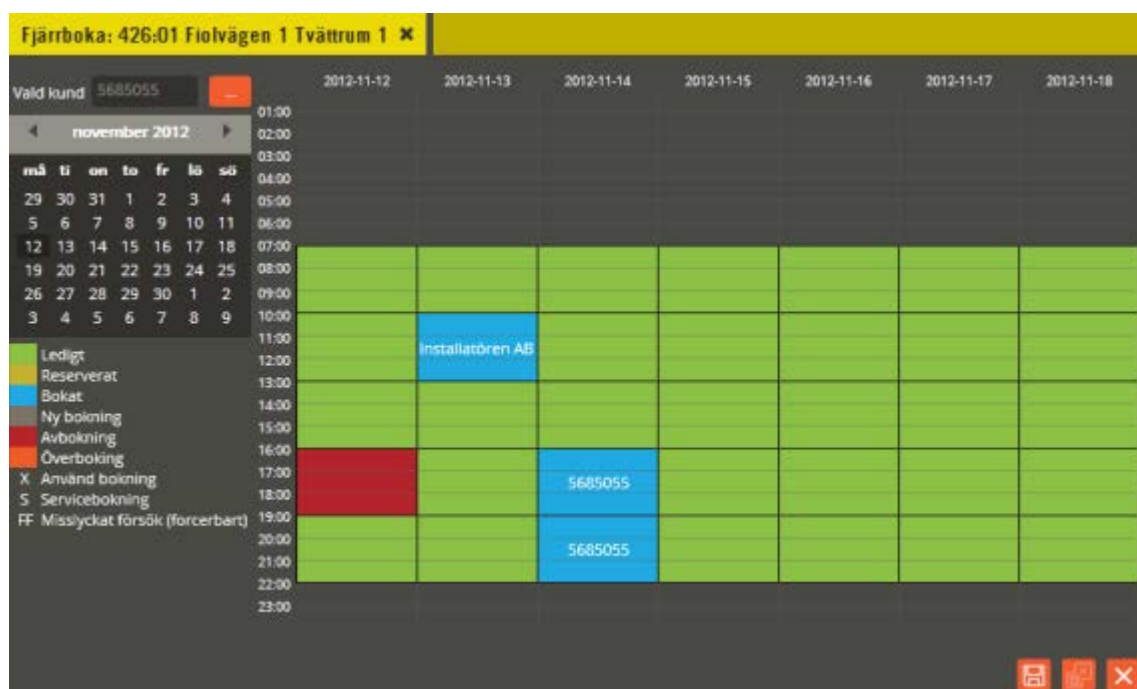 Fjärrboka: 426:01 Fiolvägen 1 Tvättrum 1 ✖
Vald kund 5685055 ...
november 2012
må ti on to fr lö sö
29 30 31 1 2 3 4
5 6 7 8 9 10 11
12 13 14 15 16 17 18
19 20 21 22 23 24 25
26 27 28 29 30 1 2
3 4 5 6 7 8 9
Ledigt
Reserverat
Bokat
Ny bokning
Avbokning
Överboking
X Använd bokning
S Servicebokning
FF Misslyckat försök (forcerbart)
2012-11-12 2012-11-13 2012-11-14 2012-11-15 2012-11-16 2012-11-17 2012-11-18
01:00
02:00
03:00
04:00
05:00
06:00
07:00
08:00
09:00
10:00
11:00
Installatören AB
12:00
13:00
14:00
15:00
16:00
17:00
5685055
18:00
19:00
20:00
5685055
21:00
22:00
23:00